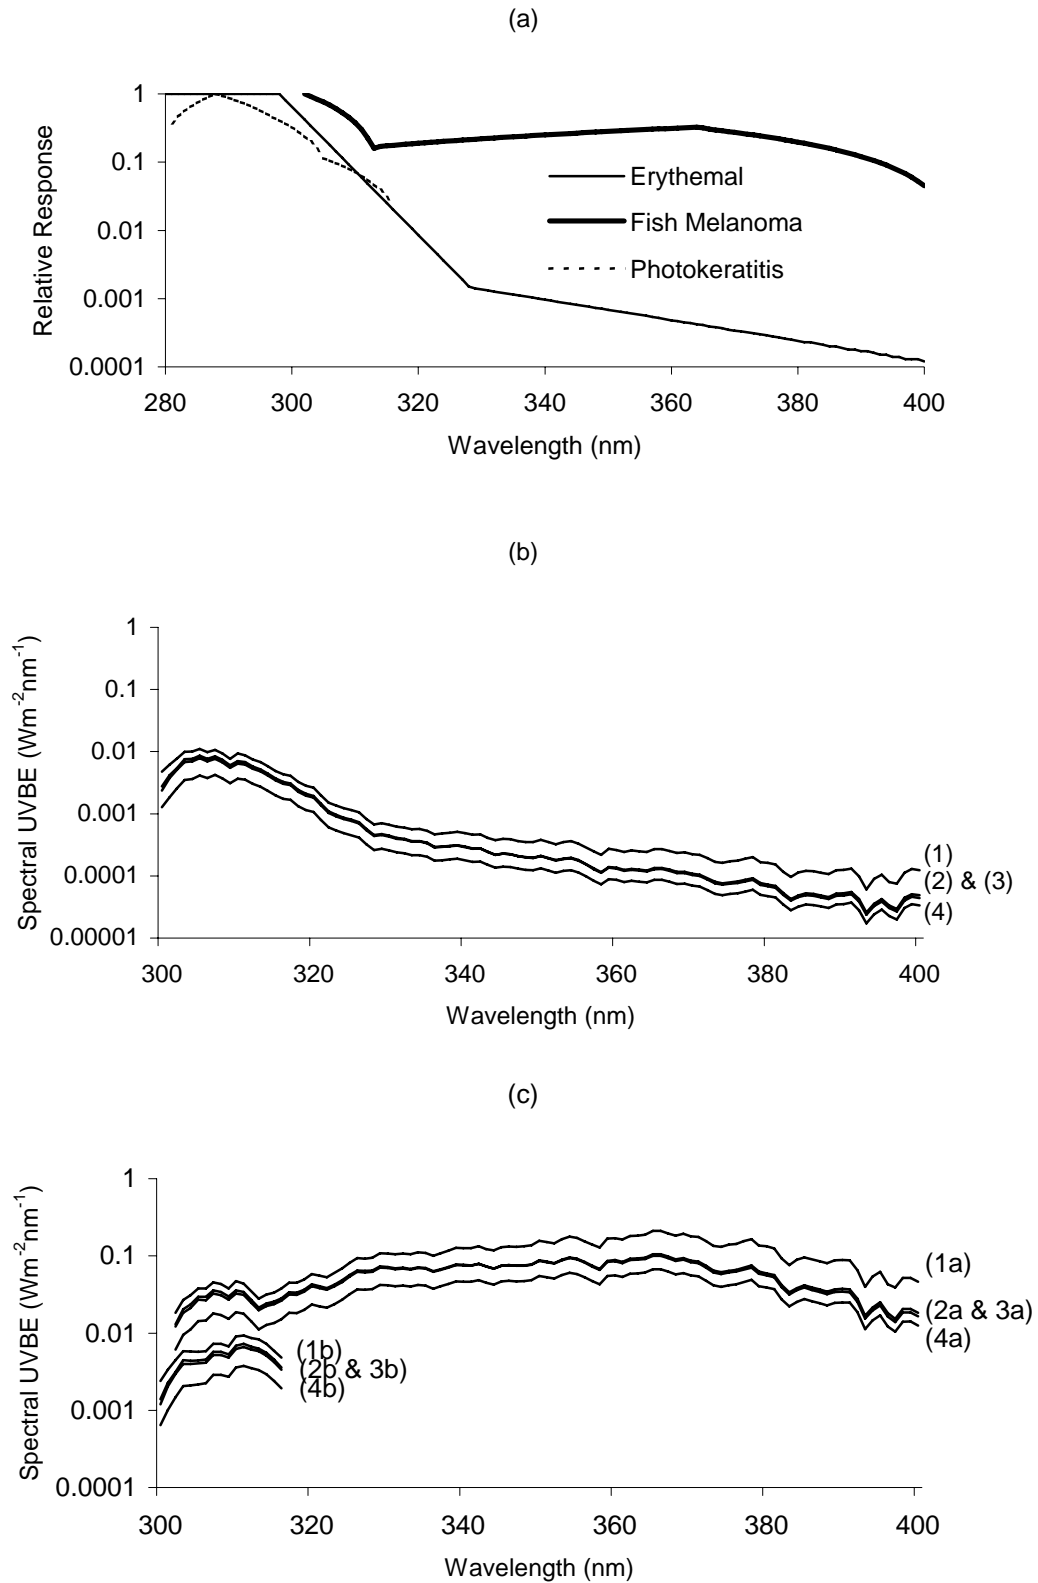 (a)
1
0.1
0.01
0.001
0.0001
Relative Response
Erythemal
Fish Melanoma
Photokeratitis
280 300 320 340 360 380 400
Wavelength (nm)
(b)
1
0.1
0.01
0.001
0.0001
0.00001
Spectral UVBE (Wm-2nm-1)
(1)
(2) & (3)
(4)
300 320 340 360 380 400
Wavelength (nm)
(c)
1
0.1
0.01
0.001
0.0001
Spectral UVBE (Wm-2nm-1)
(1a)
(2a & 3a)
(4a)
(1b)
(2b & 3b)
(4b)
300 320 340 360 380 400
Wavelength (nm)